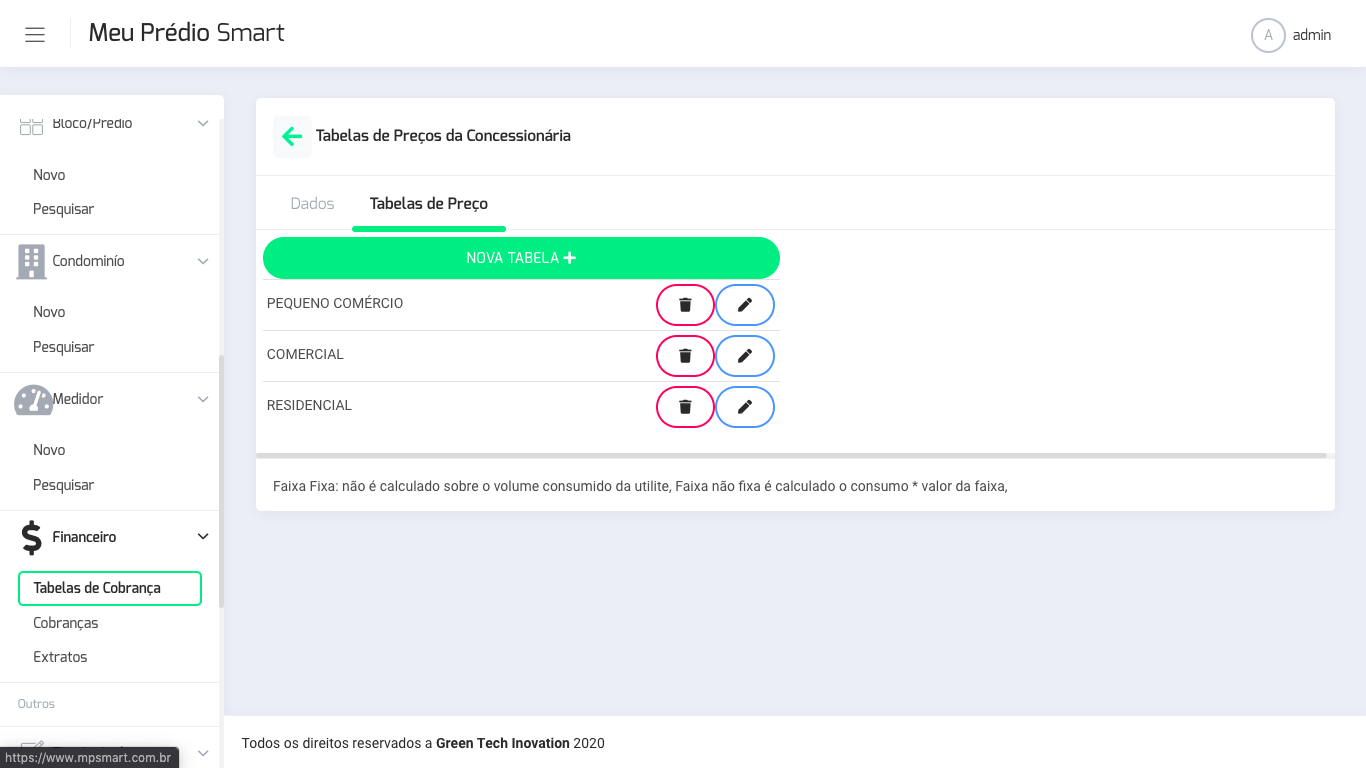 Meu Prédio Smart
A admin
Bloco/Prédio
Novo
Pesquisar
Condominío
Novo
Pesquisar
Medidor
Novo
Pesquisar
Financeiro
Tabelas de Cobrança
Cobranças
Extratos
Outros
https://www.mpsmart.com.br
Tabelas de Preços da Concessionária
Dados Tabelas de Preço
NOVA TABELA
PEQUENO COMÉRCIO
COMERCIAL
RESIDENCIAL
Faixa Fixa: não é calculado sobre o volume consumido da utilite, Faixa não fixa é calculado o consumo * valor da faixa,
Todos os direitos reservados a Green Tech Inovation 2020